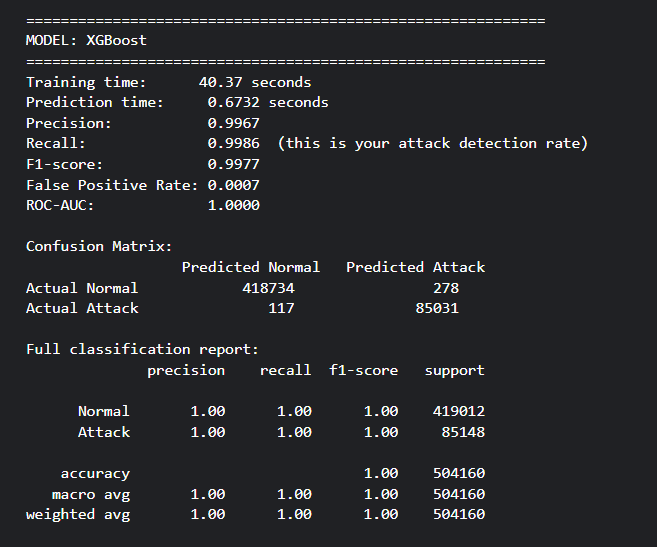 ============================================================
MODEL: XGBoost
============================================================
Training time:      40.37 seconds
Prediction time:     0.6732 seconds
Precision:           0.9967
Recall:              0.9986  (this is your attack detection rate)
F1-score:            0.9977
False Positive Rate: 0.0007
ROC-AUC:             1.0000

Confusion Matrix:
                  Predicted Normal   Predicted Attack
Actual Normal            418734                278
Actual Attack               117              85031

Full classification report:
              precision    recall  f1-score   support

      Normal       1.00      1.00      1.00    419012
      Attack       1.00      1.00      1.00     85148

    accuracy                           1.00    504160
   macro avg       1.00      1.00      1.00    504160
weighted avg       1.00      1.00      1.00    504160